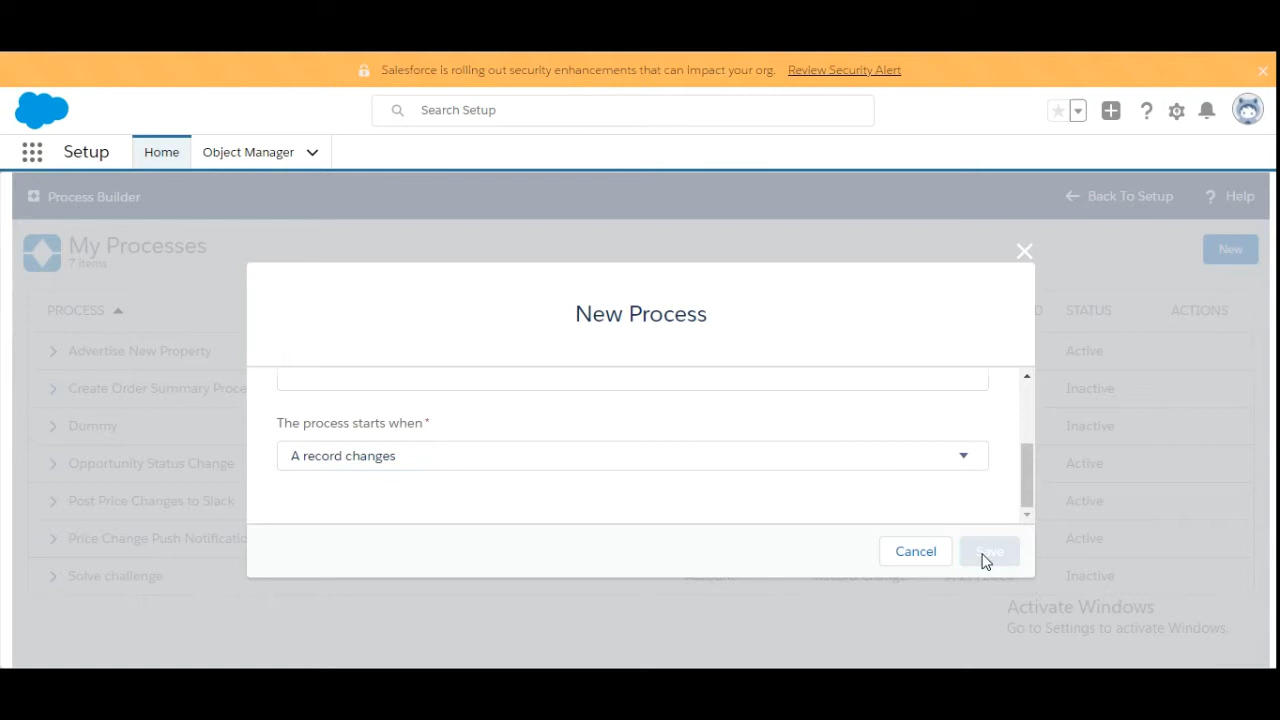 Salesforce is rolling out security enhancements that can impact your org. Review Security Alert
Search Setup
Setup Home Object Manager
Process Builder Back To Setup ? Help
My Processes
7 items
New
New Process
PROCESS STATUS ACTIONS
Advertise New Property Active
Create Order Summary Proce Inactive
The process starts when*
Dummy Inactive
A record changes
Opportunity Status Change Active
Post Price Changes to Slack Active
Price Change Push Notificatio Active
Cancel Save
Solve challenge Inactive
Activate Windows
Go to Settings to activate Windows.